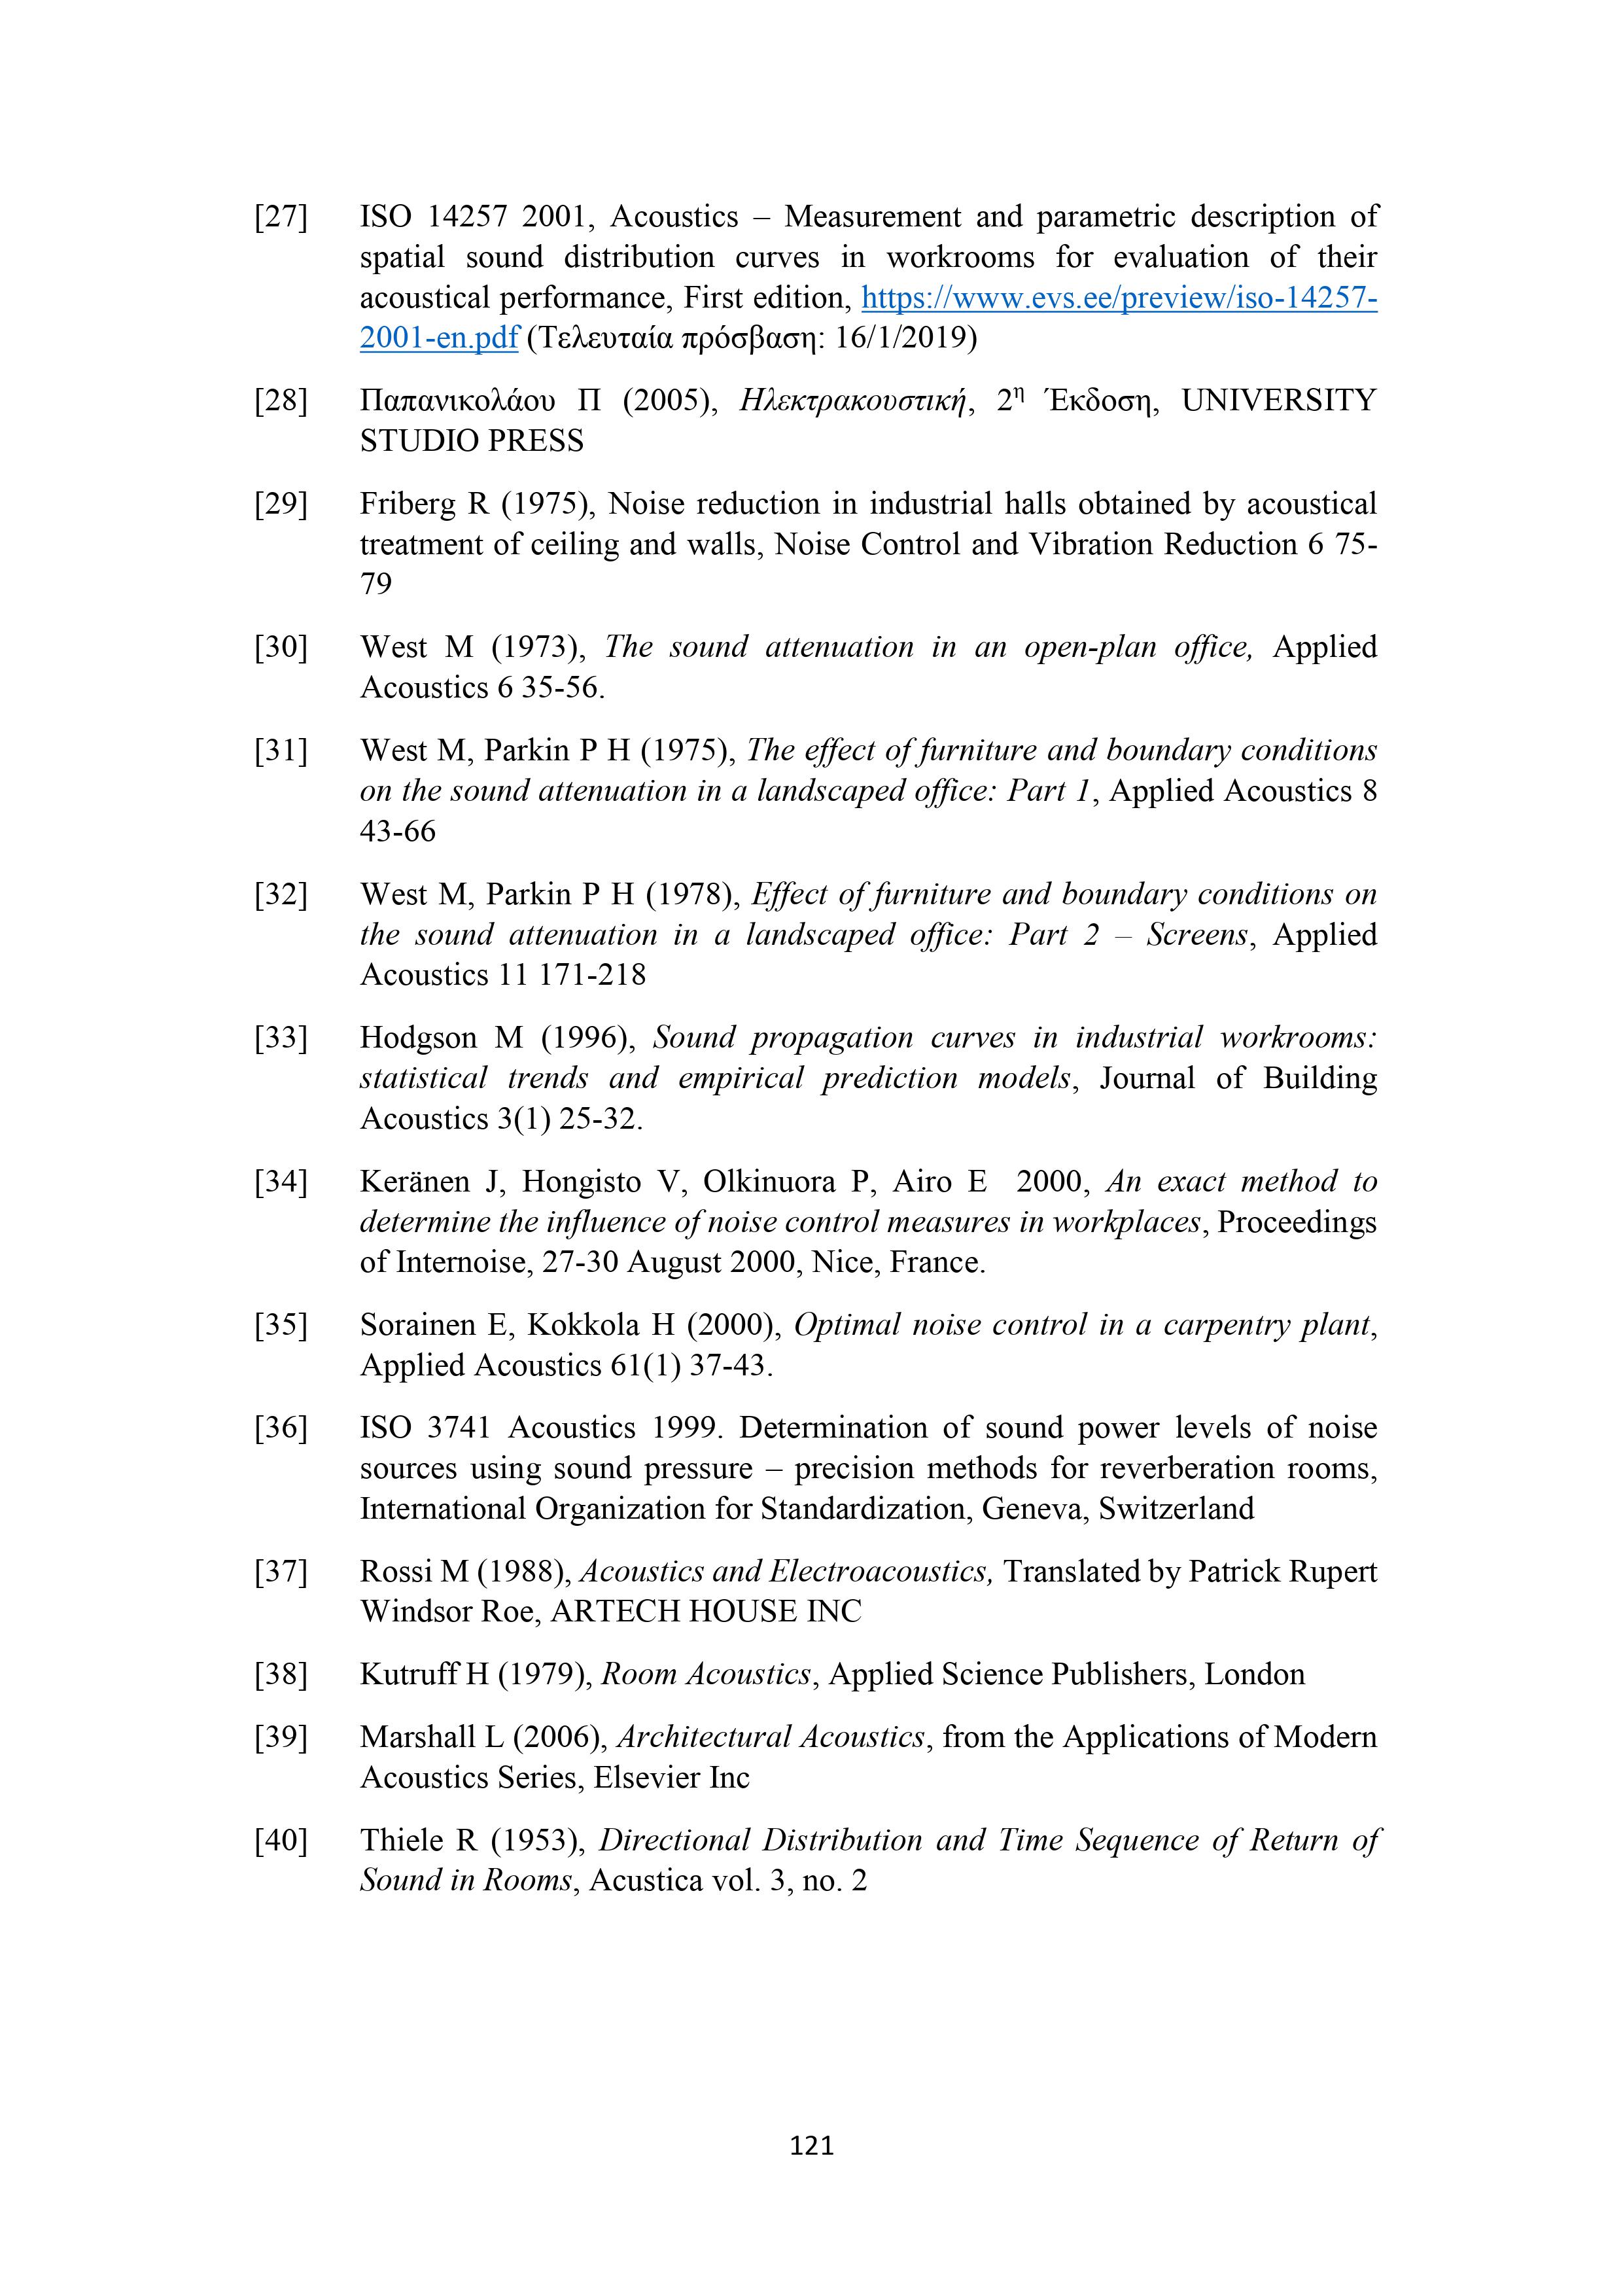 [27] ISO 14257 2001, Acoustics – Measurement and parametric description of
spatial sound distribution curves in workrooms for evaluation of their
acoustical performance, First edition, https://www.evs.ee/preview/iso-14257-
2001-en.pdf (Τελευταία πρόσβαση: 16/1/2019)
[28] Παπανικολάου Π (2005), Ηλεκτρακουστική, 2η Έκδοση, UNIVERSITY
STUDIO PRESS
[29] Friberg R (1975), Noise reduction in industrial halls obtained by acoustical
treatment of ceiling and walls, Noise Control and Vibration Reduction 6 75-
79
[30] West M (1973), The sound attenuation in an open-plan office, Applied
Acoustics 6 35-56.
[31] West M, Parkin P H (1975), The effect of furniture and boundary conditions
on the sound attenuation in a landscaped office: Part 1, Applied Acoustics 8
43-66
[32] West M, Parkin P H (1978), Effect of furniture and boundary conditions on
the sound attenuation in a landscaped office: Part 2 – Screens, Applied
Acoustics 11 171-218
[33] Hodgson M (1996), Sound propagation curves in industrial workrooms:
statistical trends and empirical prediction models, Journal of Building
Acoustics 3(1) 25-32.
[34] Keränen J, Hongisto V, Olkinuora P, Airo E 2000, An exact method to
determine the influence of noise control measures in workplaces, Proceedings
of Internoise, 27-30 August 2000, Nice, France.
[35] Sorainen E, Kokkola H (2000), Optimal noise control in a carpentry plant,
Applied Acoustics 61(1) 37-43.
[36] ISO 3741 Acoustics 1999. Determination of sound power levels of noise
sources using sound pressure – precision methods for reverberation rooms,
International Organization for Standardization, Geneva, Switzerland
[37] Rossi M (1988), Acoustics and Electroacoustics, Translated by Patrick Rupert
Windsor Roe, ARTECH HOUSE INC
[38] Kutruff H (1979), Room Acoustics, Applied Science Publishers, London
[39] Marshall L (2006), Architectural Acoustics, from the Applications of Modern
Acoustics Series, Elsevier Inc
[40] Thiele R (1953), Directional Distribution and Time Sequence of Return of
Sound in Rooms, Acustica vol. 3, no. 2
121